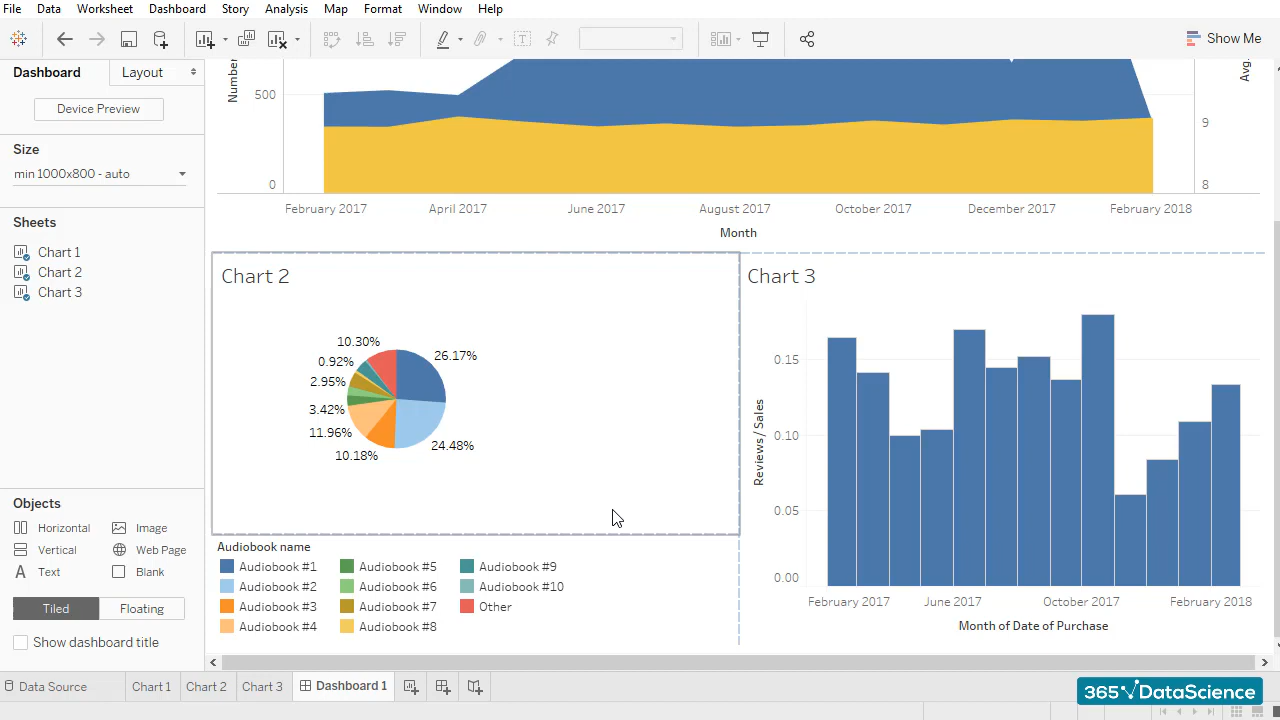 File Data Worksheet Dashboard Story Analysis Map Format Window Help
Show Me
Dashboard Layout
Device Preview
Size
min 1000x800 - auto
Sheets
Chart 1
Chart 2
Chart 3
Objects
Horizontal Image
Vertical Web Page
Text Blank
Tiled Floating
Show dashboard title
Number
500
0
Avg.
9
8
February 2017 April 2017 June 2017 August 2017 October 2017 December 2017 February 2018
Month
Chart 2
10.30%
26.17%
0.92%
2.95%
3.42%
11.96%
24.48%
10.18%
Audiobook name
Audiobook #1 Audiobook #5 Audiobook #9
Audiobook #2 Audiobook #6 Audiobook #10
Audiobook #3 Audiobook #7 Other
Audiobook #4 Audiobook #8
Chart 3
Reviews / Sales
0.15
0.10
0.05
0.00
February 2017 June 2017 October 2017 February 2018
Month of Date of Purchase
Data Source Chart 1 Chart 2 Chart 3 Dashboard 1
365 DataScience